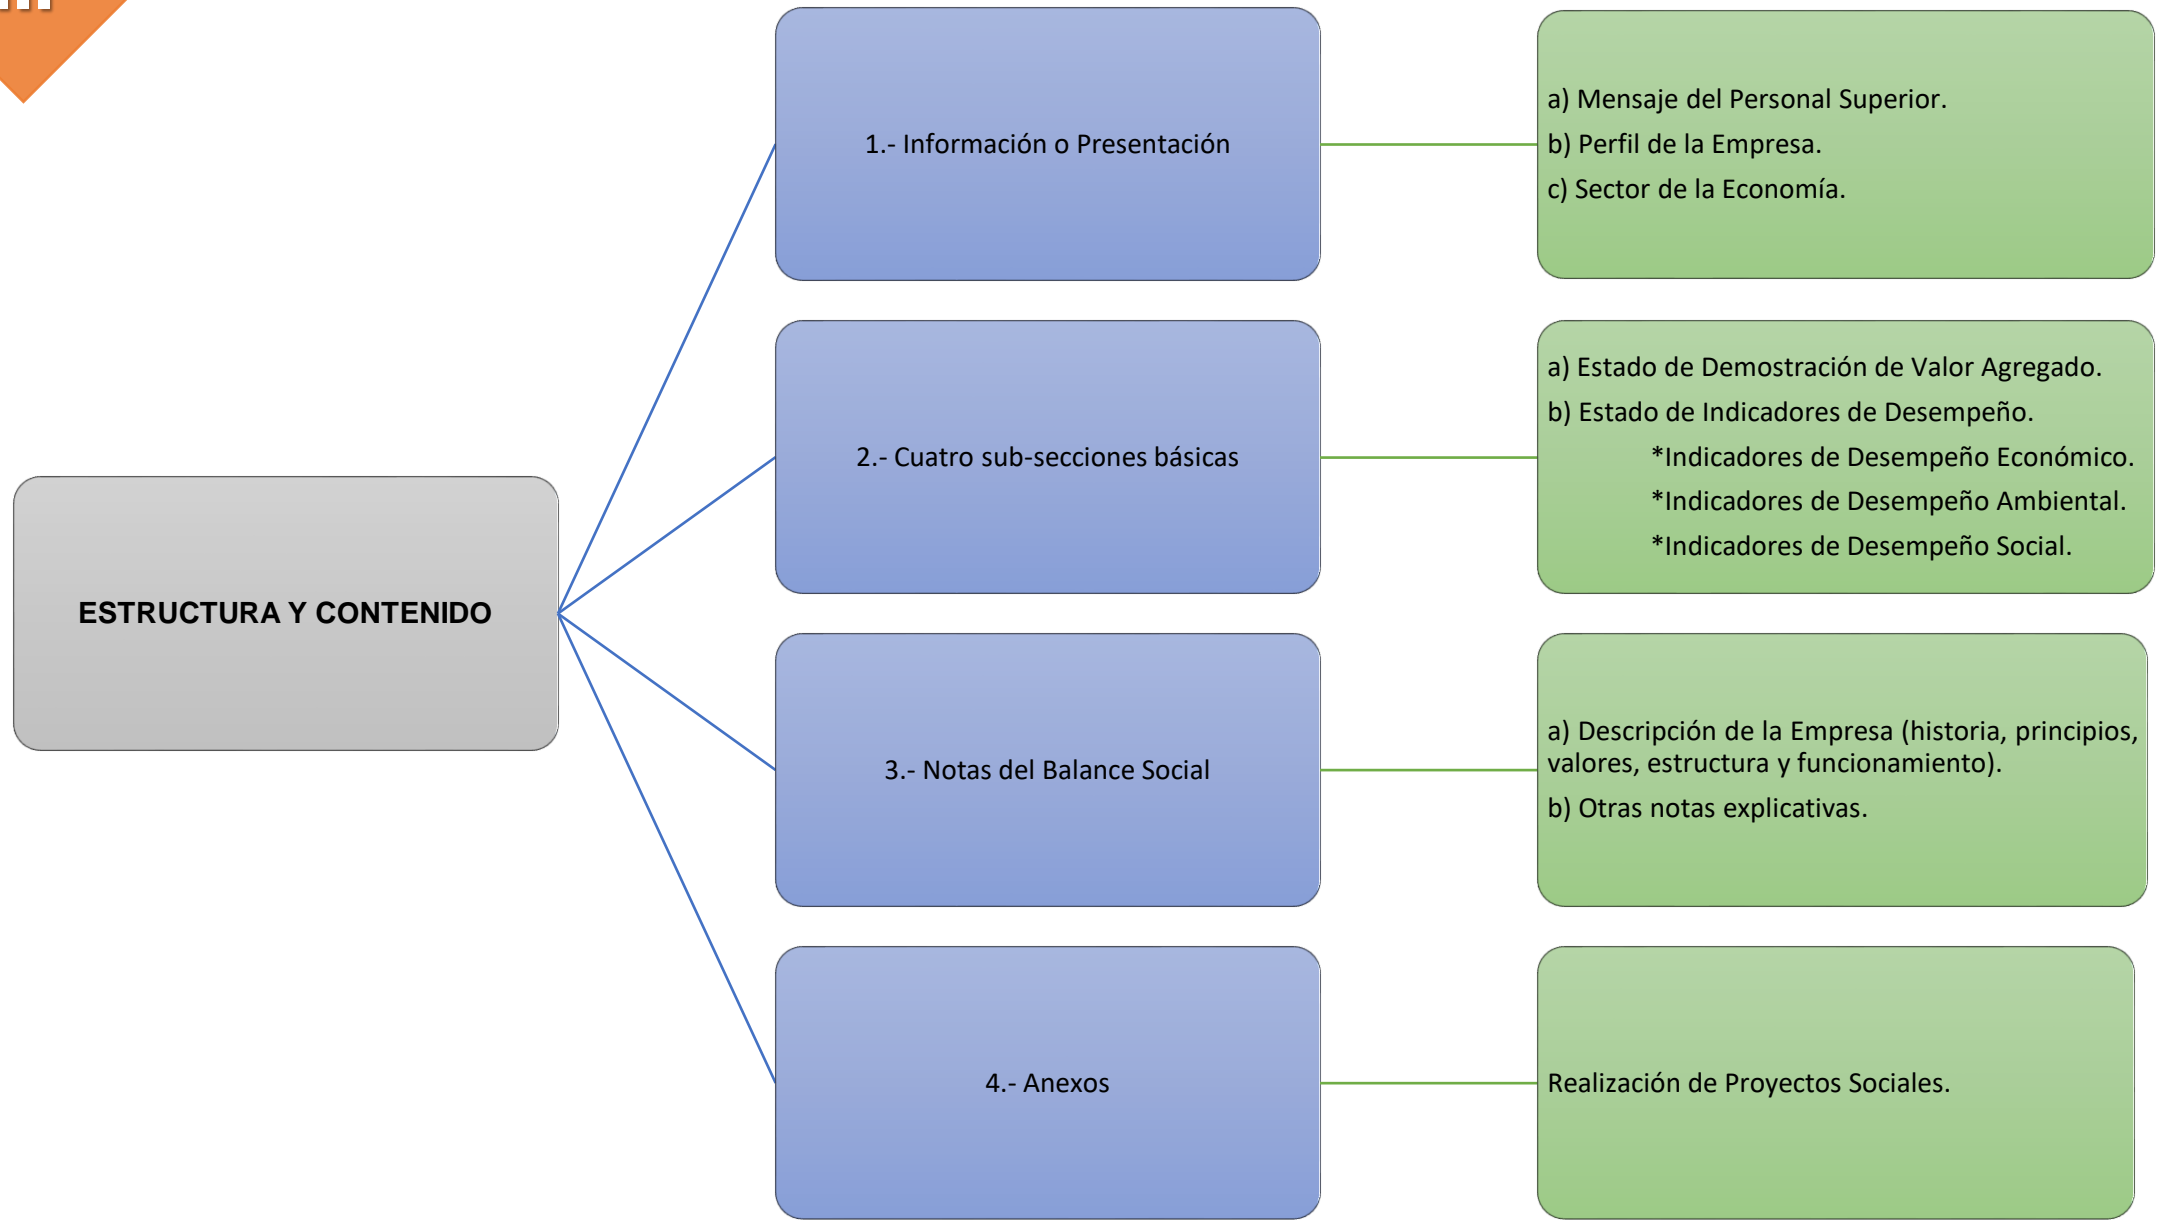 1.- Información o Presentación
a) Mensaje del Personal Superior.
b) Perfil de la Empresa.
c) Sector de la Economía.
2.- Cuatro sub-secciones básicas
a) Estado de Demostración de Valor Agregado.
b) Estado de Indicadores de Desempeño.
*Indicadores de Desempeño Económico.
*Indicadores de Desempeño Ambiental.
*Indicadores de Desempeño Social.
ESTRUCTURA Y CONTENIDO
3.- Notas del Balance Social
a) Descripción de la Empresa (historia, principios,
valores, estructura y funcionamiento).
b) Otras notas explicativas.
4.- Anexos
Realización de Proyectos Sociales.